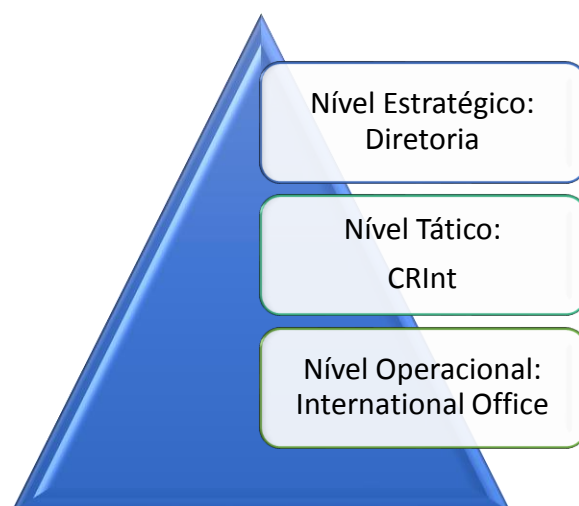 Nível Estratégico:
Diretoria
Nível Tático:
CRInt
Nível Operacional:
International Office